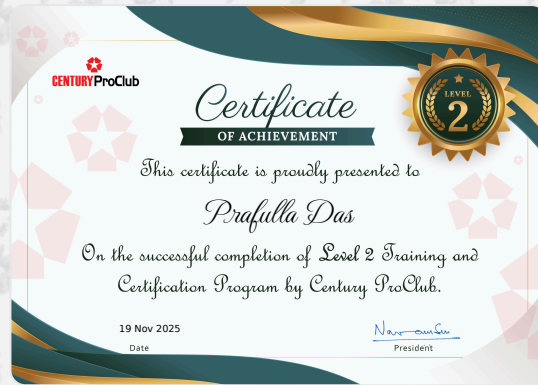 CENTURY ProClub
Certificate
OF ACHIEVEMENT
LEVEL
2
This certificate is proudly presented to
Prafulla Das
On the successful completion of Level 2 Training and
Certification Program by Century ProClub.
19 Nov 2025
Date
President